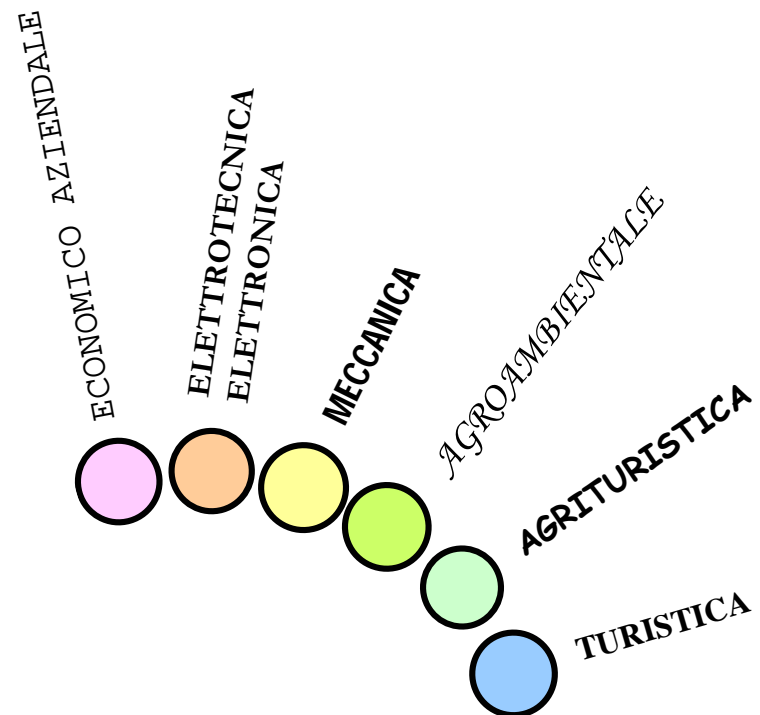 ECONOMICO AZIENDALE
ELETTROTECNICA
ELETTRONICA
MECCANICA
AGROAMBIENTALE
AGRITURISTICA
TURISTICA